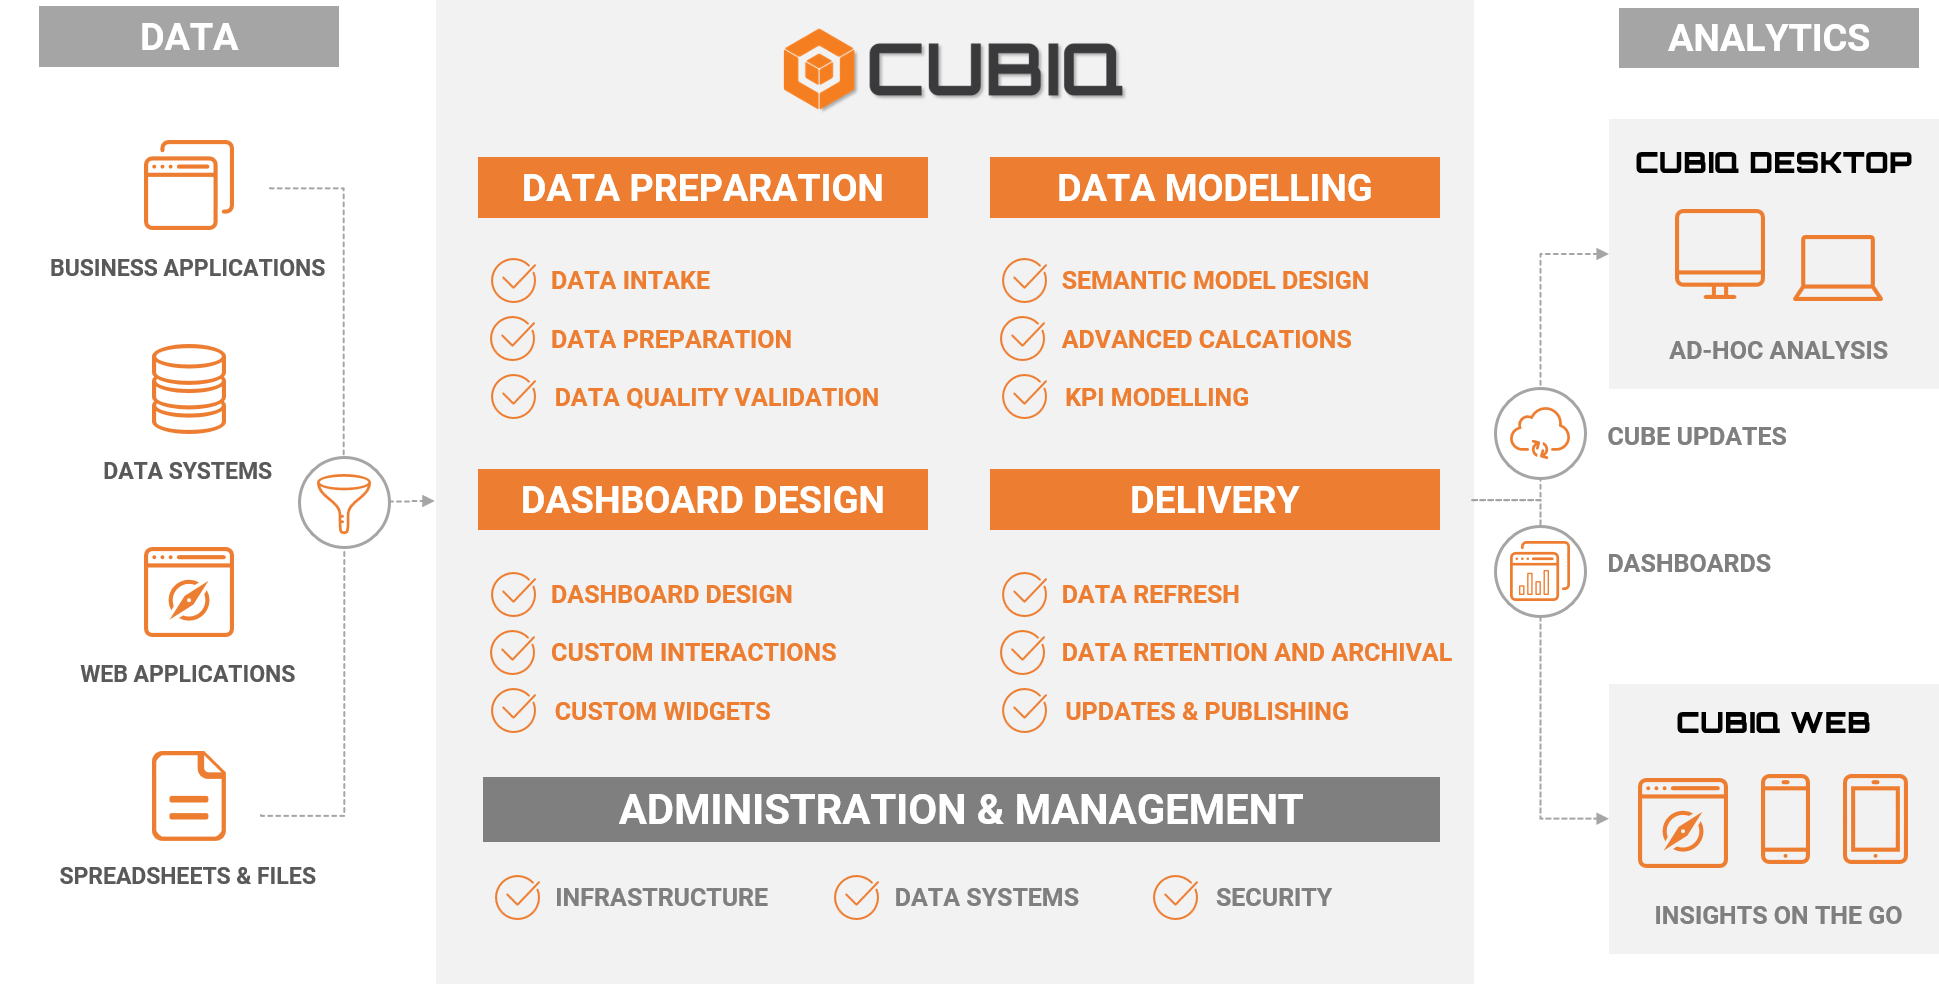 DATA
BUSINESS APPLICATIONS
DATA SYSTEMS
WEB APPLICATIONS
SPREADSHEETS & FILES
CUBIQ
DATA PREPARATION
DATA INTAKE
DATA PREPARATION
DATA QUALITY VALIDATION
DATA MODELLING
SEMANTIC MODEL DESIGN
ADVANCED CALCATIONS
KPI MODELLING
DASHBOARD DESIGN
DASHBOARD DESIGN
CUSTOM INTERACTIONS
CUSTOM WIDGETS
DELIVERY
DATA REFRESH
DATA RETENTION AND ARCHIVAL
UPDATES & PUBLISHING
ADMINISTRATION & MANAGEMENT
INFRASTRUCTURE
DATA SYSTEMS
SECURITY
ANALYTICS
CUBIQ DESKTOP
AD-HOC ANALYSIS
CUBE UPDATES
DASHBOARDS
CUBIQ WEB
INSIGHTS ON THE GO